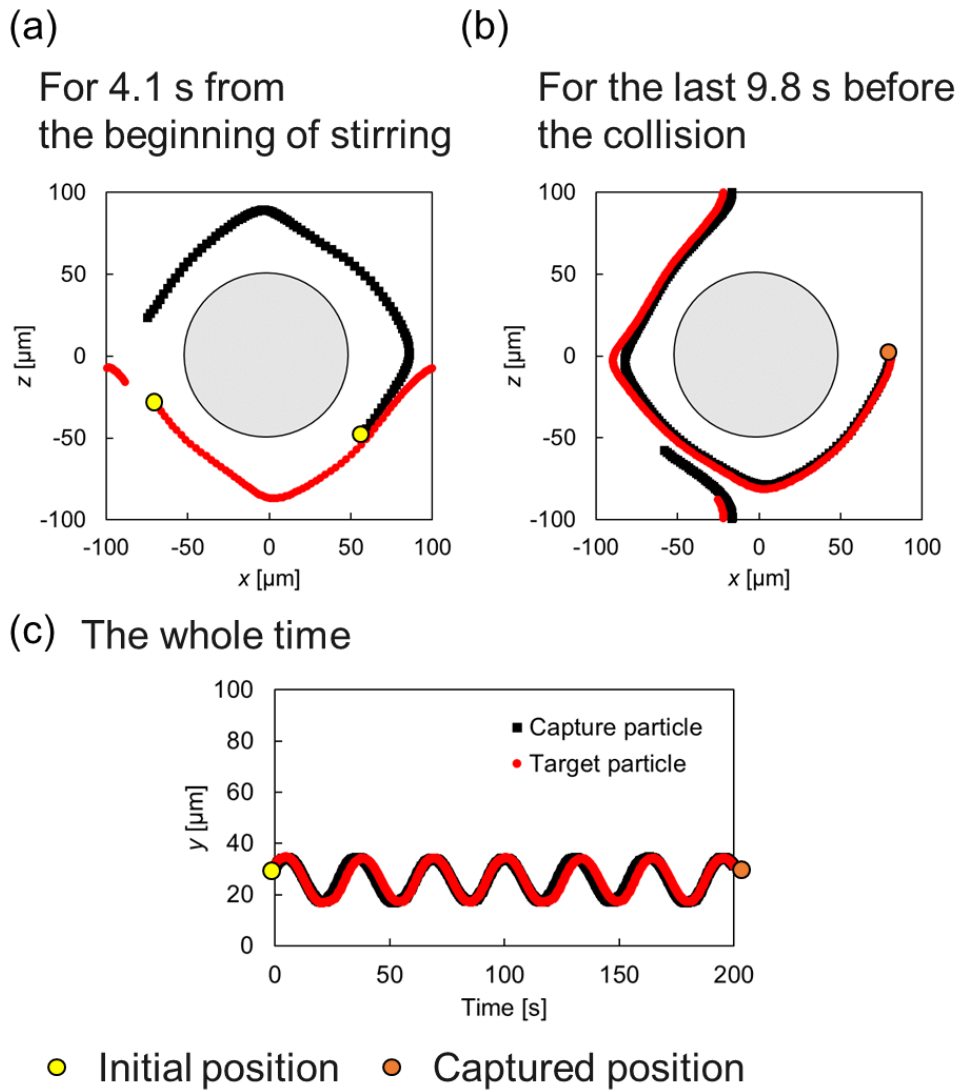 (a)
(b)
For 4.1 s from
the beginning of stirring
For the last 9.8 s before
the collision
100
50
0
-50
-100
z [µm]
-100
-50
0
50
100
x [µm]
100
50
0
-50
-100
z [µm]
-100
-50
0
50
100
x [µm]
(c) The whole time
100
80
60
40
20
0
y [µm]
Capture particle
Target particle
0
50
100
150
200
Time [s]
Initial position
Captured position